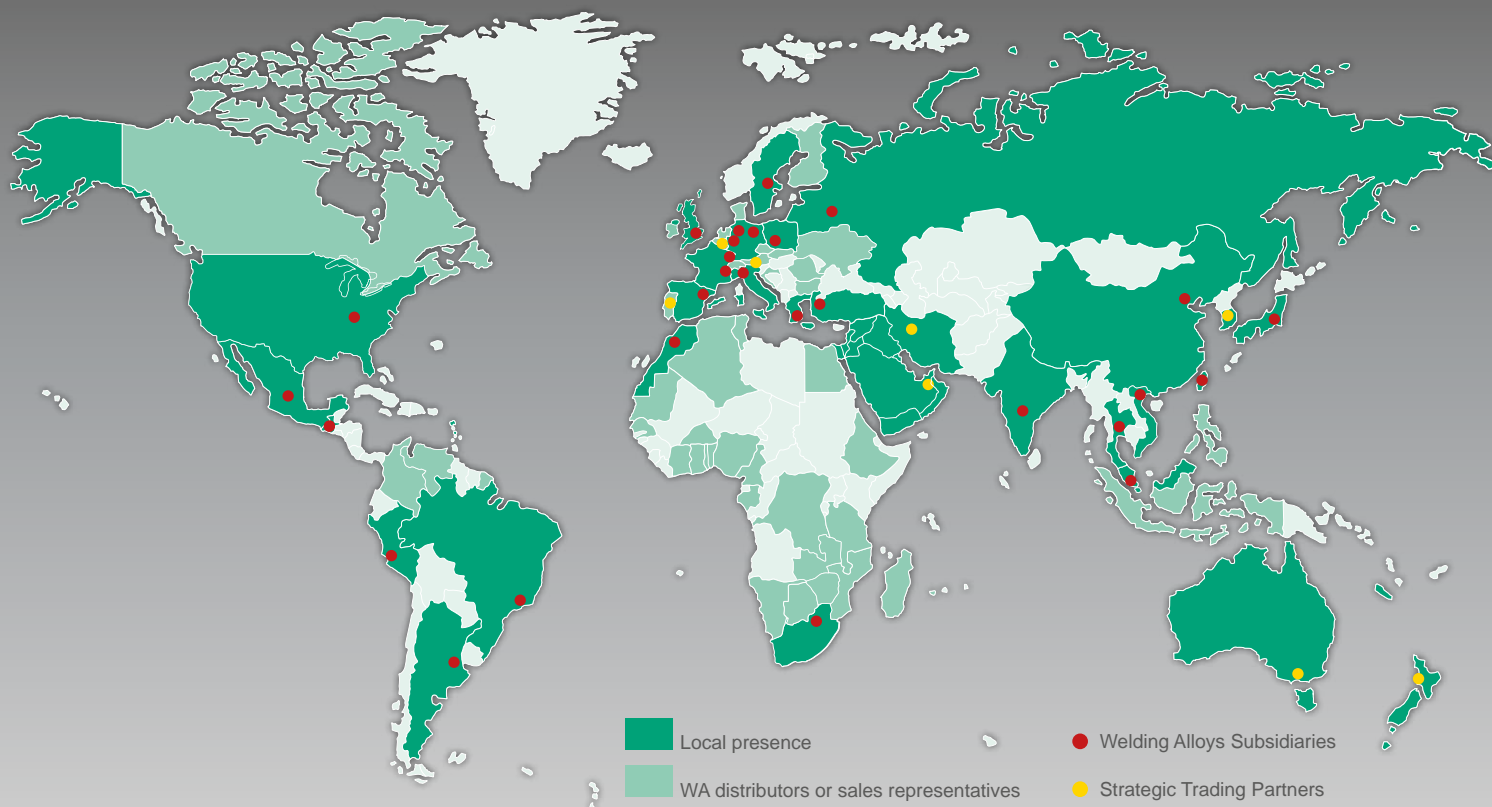 Local presence
WA distributors or sales representatives
Welding Alloys Subsidiaries
Strategic Trading Partners